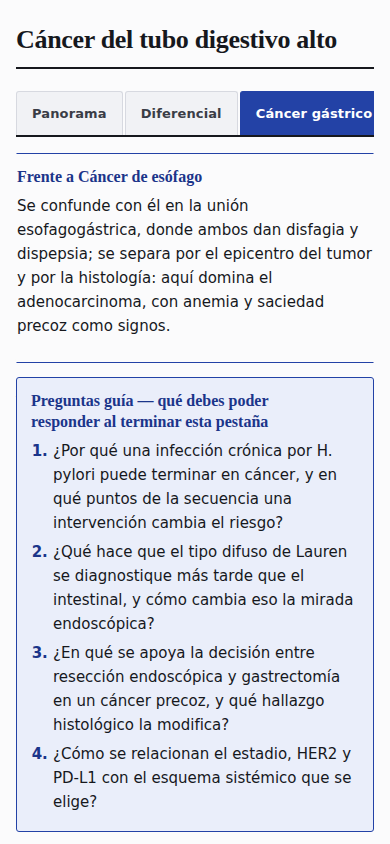 Cáncer del tubo digestivo alto
Panorama
Diferencial
Cáncer gástrico
Frente a Cáncer de esófago
Se confunde con él en la unión
esofagogástrica, donde ambos dan disfagia y
dispepsia; se separa por el epicentro del tumor
y por la histología: aquí domina el
adenocarcinoma, con anemia y saciedad
precoz como signos.
Preguntas guía — qué debes poder
responder al terminar esta pestaña
1. ¿Por qué una infección crónica por H.
pylori puede terminar en cáncer, y en
qué puntos de la secuencia una
intervención cambia el riesgo?
2. ¿Qué hace que el tipo difuso de Lauren
se diagnostique más tarde que el
intestinal, y cómo cambia eso la mirada
endoscópica?
3. ¿En qué se apoya la decisión entre
resección endoscópica y gastrectomía
en un cáncer precoz, y qué hallazgo
histológico la modifica?
4. ¿Cómo se relacionan el estadio, HER2 y
PD-L1 con el esquema sistémico que se
elige?